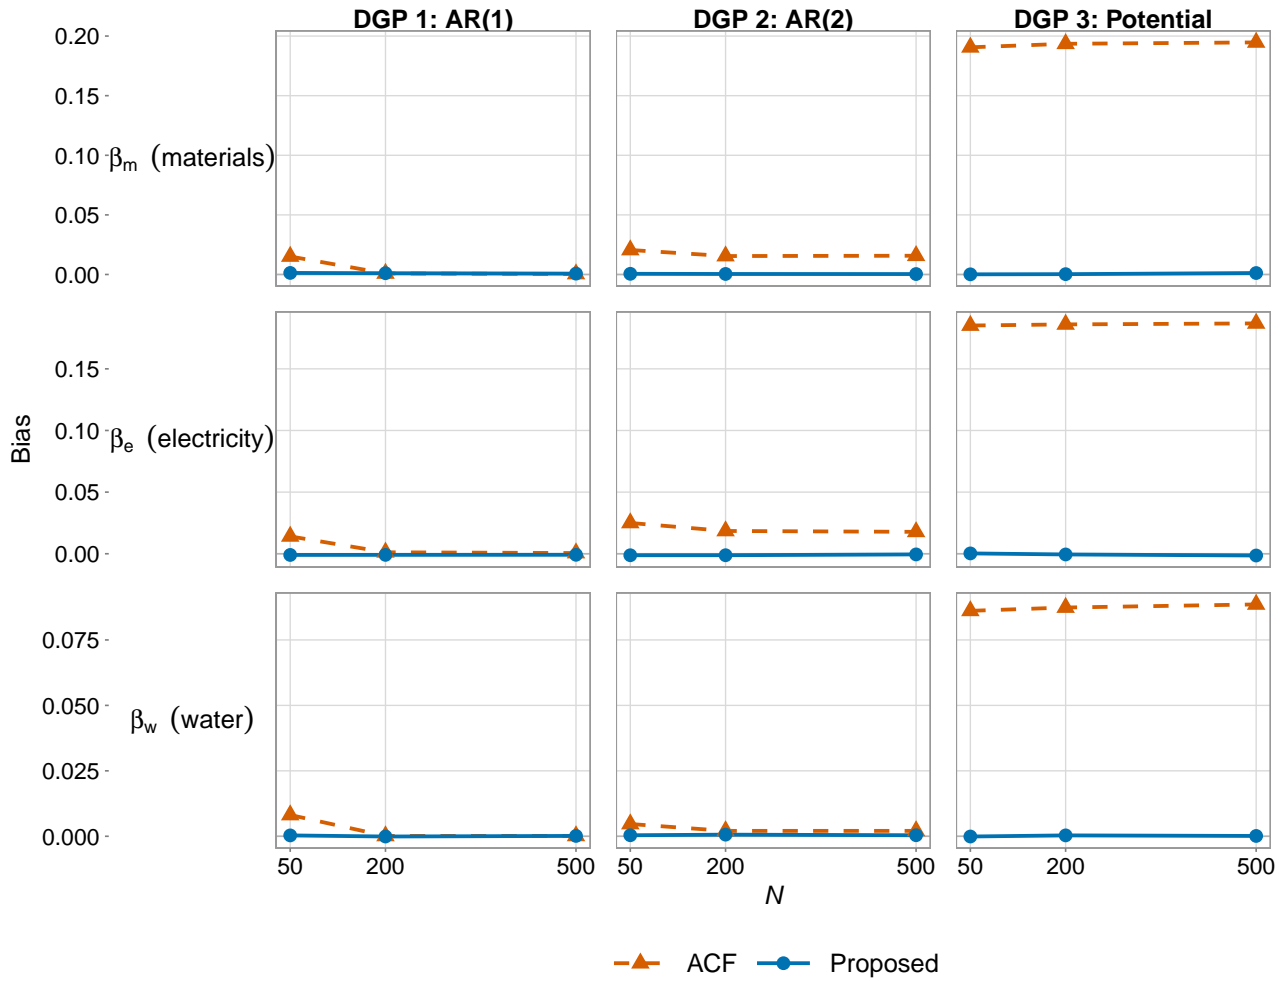 DGP 1: AR(1) DGP 2: AR(2) DGP 3: Potential
0.20
0.15
0.10
βm (materials)
0.05
0.00
0.15
0.10
βe (electricity)
0.05
0.00
Bias
0.075
0.050
βw (water)
0.025
0.000
50 200 500 50 200 500 50 200 500
N
ACF Proposed